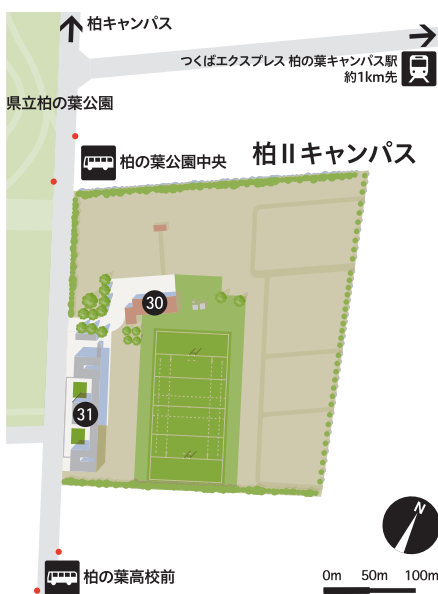 柏キャンパス
つくばエクスプレス 柏の葉キャンパス駅
約1km先
県立柏の葉公園
柏の葉公園中央
柏IIキャンパス
30
31
N
柏の葉高校前
0m 50m 100m